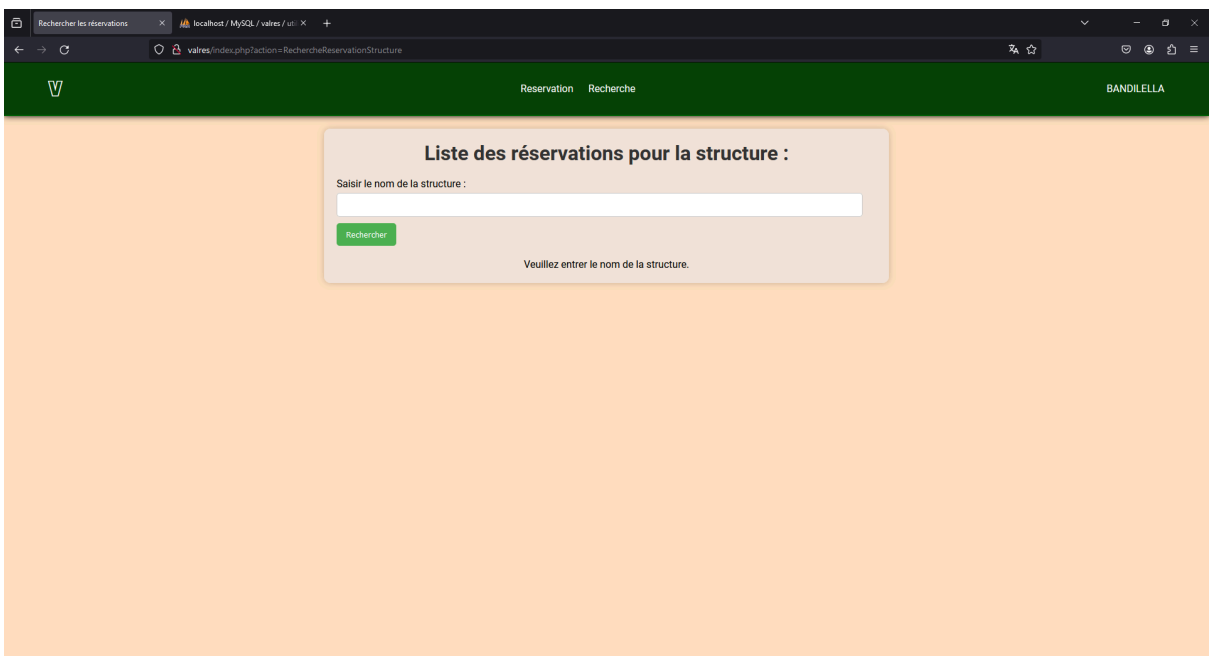 Rechercher les réservations
localhost / MySQL / valres / uti
valres/index.php?action=RechercheReservationStructure
V
Reservation Recherche
BANDILELLA
Liste des réservations pour la structure :
Saisir le nom de la structure :
Rechercher
Veuillez entrer le nom de la structure.